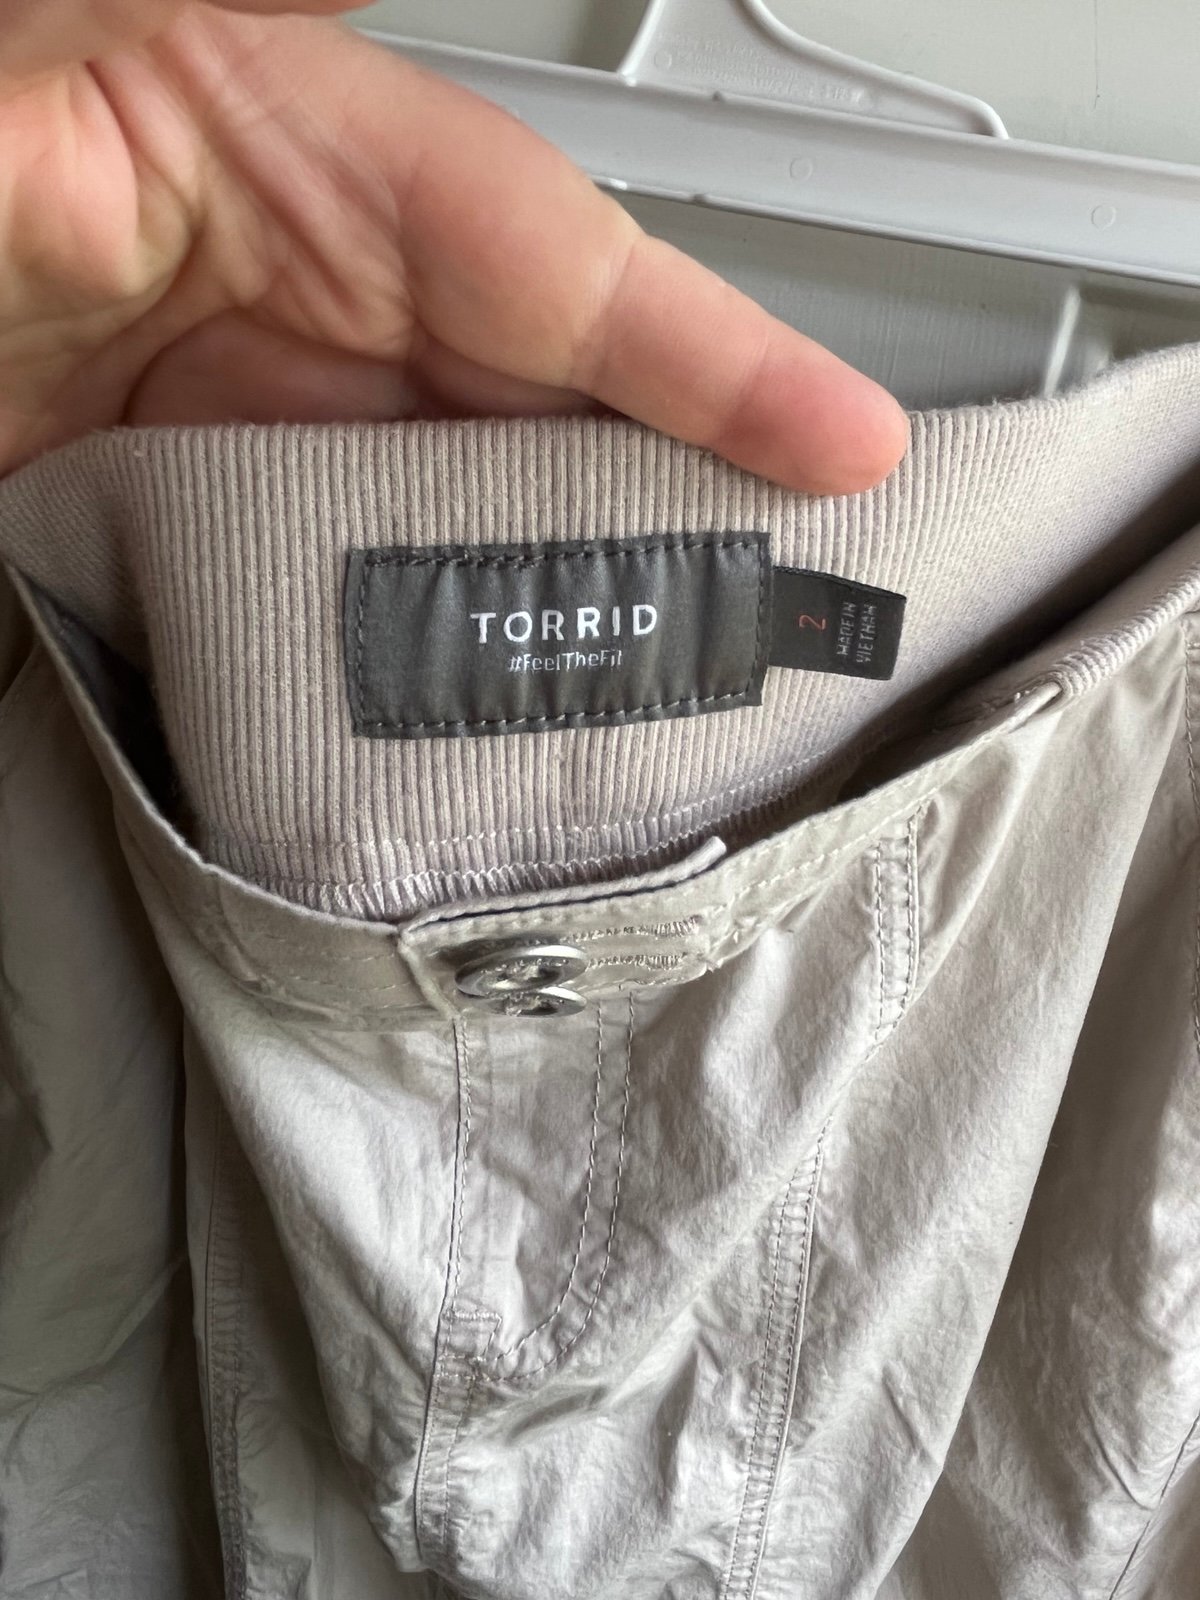 TORRID
#FeelTheFit
2
MADE IN
VIETNAM